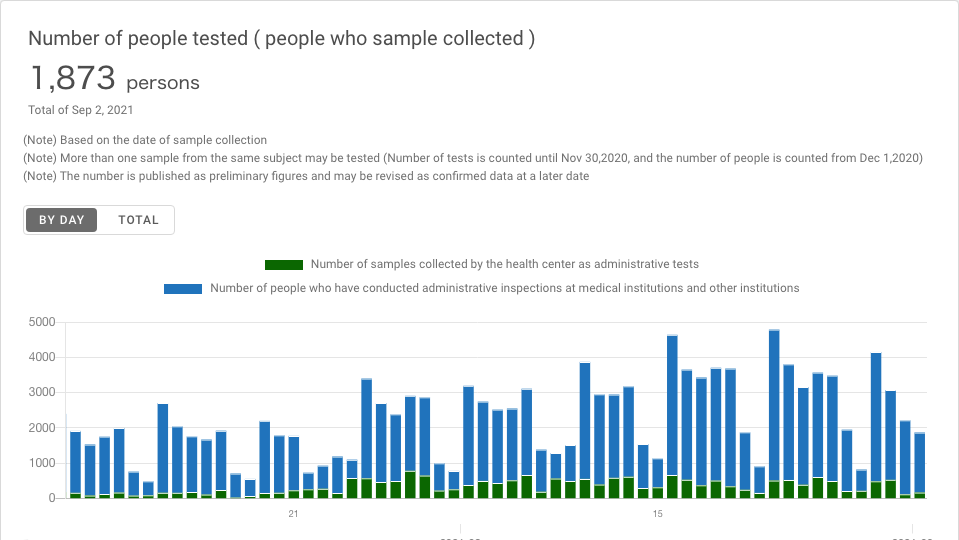 Number of people tested ( people who sample collected )
1,873 persons
Total of Sep 2, 2021
(Note) Based on the date of sample collection
(Note) More than one sample from the same subject may be tested (Number of tests is counted until Nov 30,2020, and the number of people is counted from Dec 1,2020)
(Note) The number is published as preliminary figures and may be revised as confirmed data at a later date
BY DAY TOTAL
Number of samples collected by the health center as administrative tests
Number of people who have conducted administrative inspections at medical institutions and other institutions
5000
4000
3000
2000
1000
0
21 15